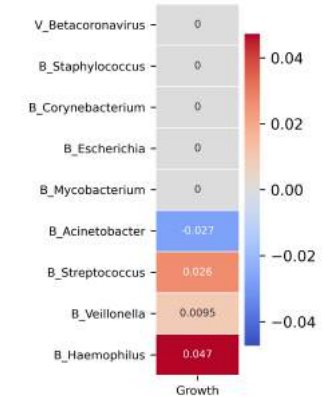 V_Betacoronavirus 0
B_Staphylococcus 0
B_Corynebacterium 0
B_Escherichia 0
B_Mycobacterium 0
B_Acinetobacter -0.027
B_Streptococcus 0.026
B_Veillonella 0.0095
B_Haemophilus 0.047
Growth
0.04
0.02
0.00
−0.02
−0.04